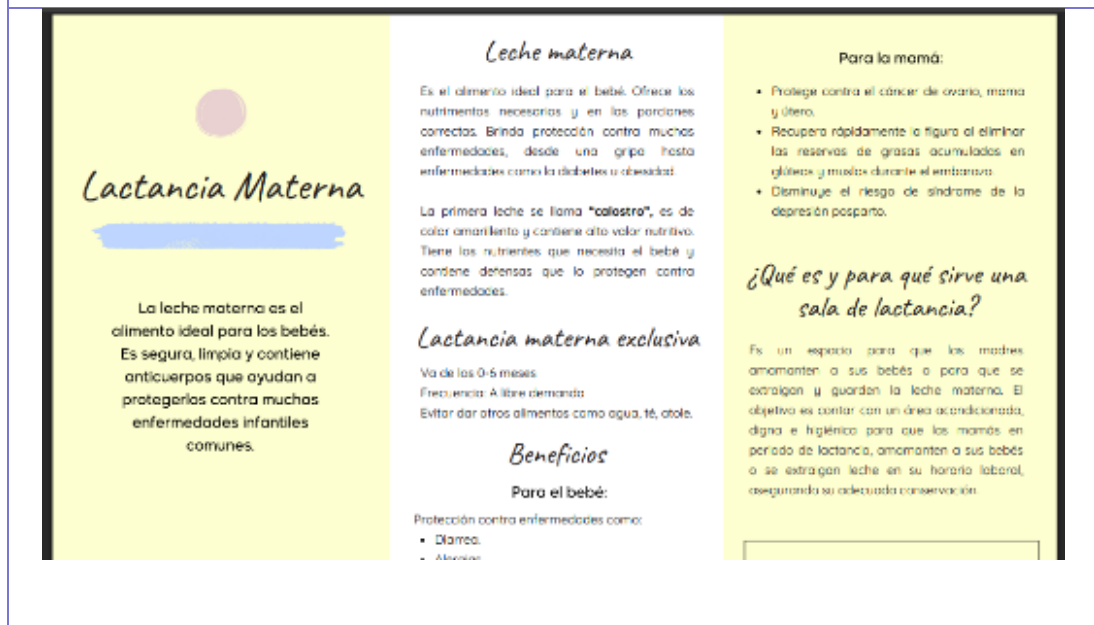 Lactancia Materna
La leche materna es el
alimento ideal para los bebés.
Es segura, limpia y contiene
anticuerpos que ayudan a
protegerlos contra muchas
enfermedades infantiles
comunes.
Leche materna
Es el alimento ideal para el bebé. Ofrece los
nutrimentos necesarios y en las porciones
correctas. Brinda protección contra muchas
enfermedades, desde una gripa hasta
enfermedades como la diabetes u obesidad.
La primera leche se llama "calostro", es de
color amarillento y contiene alto valor nutritivo.
Tiene los nutrientes que necesita el bebé y
contiene defensas que lo protegen contra
enfermedades.
Lactancia materna exclusiva
Va de los 0-6 meses
Frecuencia: A libre demanda
Evitar dar otros alimentos como agua, té, atole.
Beneficios
Para el bebé:
Protección contra enfermedades como:
• Diarrea.
• Alergias
Para la mamá:
• Protege contra el cáncer de ovario, mama
y útero.
• Recupera rápidamente la figura al eliminar
las reservas de grasas acumuladas en
glúteos y muslos durante el embarazo.
• Disminuye el riesgo de síndrome de la
depresión posparto.
¿Qué es y para qué sirve una
sala de lactancia?
Es un espacio para que las madres
amamanten a sus bebés o para que se
extraigan y guarden la leche materna. El
objetivo es contar con un área acondicionada,
digna e higiénica para que las mamás en
periodo de lactancia, amamanten a sus bebés
o se extraigan leche en su horario laboral,
asegurando su adecuada conservación.